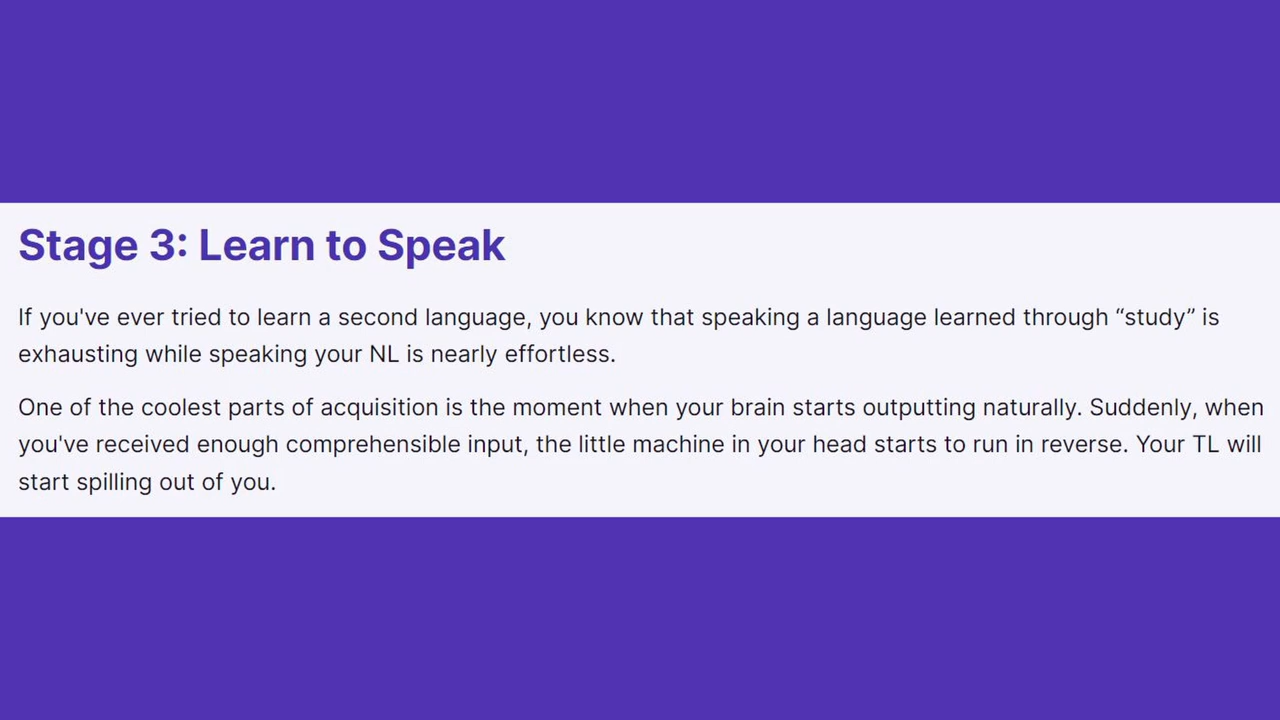 Stage 3: Learn to Speak
If you've ever tried to learn a second language, you know that speaking a language learned through “study” is
exhausting while speaking your NL is nearly effortless.
One of the coolest parts of acquisition is the moment when your brain starts outputting naturally. Suddenly, when
you've received enough comprehensible input, the little machine in your head starts to run in reverse. Your TL will
start spilling out of you.